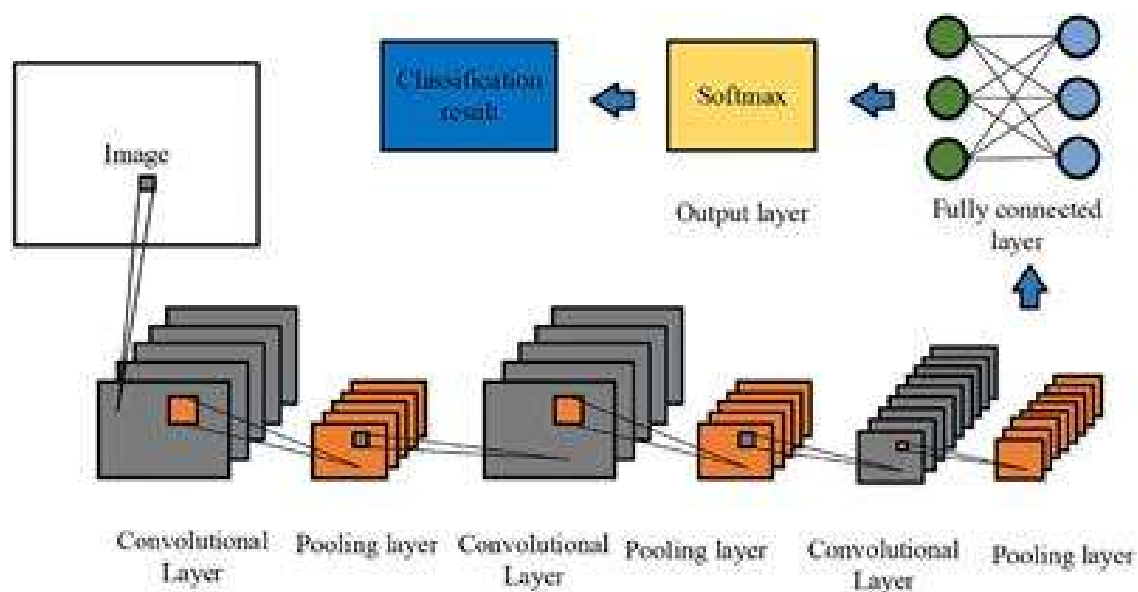 Classification
result
Softmax
Image
Output layer
Fully connected
layer
Convolutional
Layer
Pooling layer
Convolutional
Layer
Pooling layer
Convolutional
Layer
Pooling layer